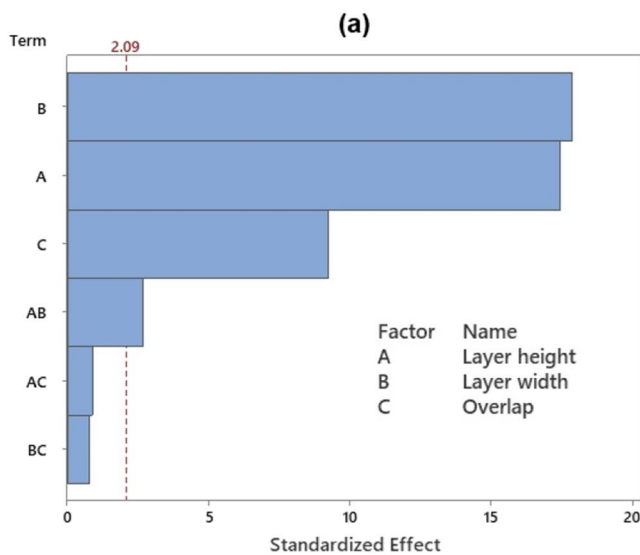 (a)
Term
2.09
B
A
C
AB
AC
BC
Factor Name
A Layer height
B Layer width
C Overlap
0 5 10 15 20
Standardized Effect